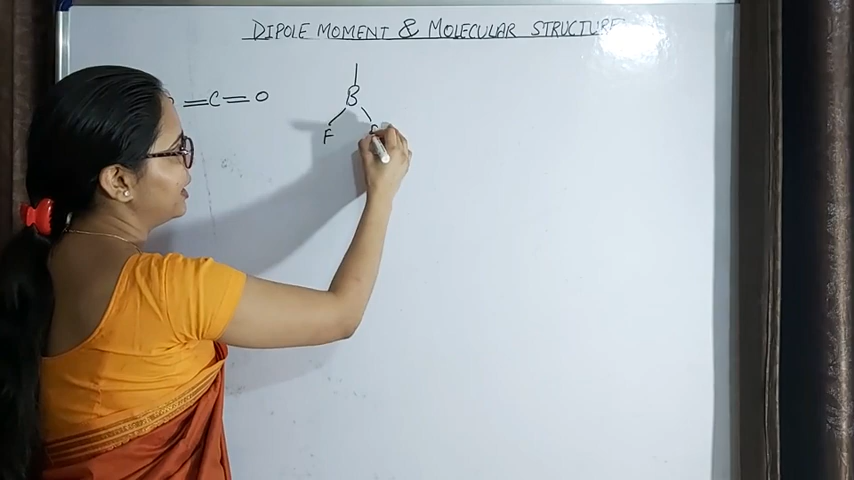 DIPOLE MOMENT & MOLECULAR STRUCTURE
=C=O
B
F F